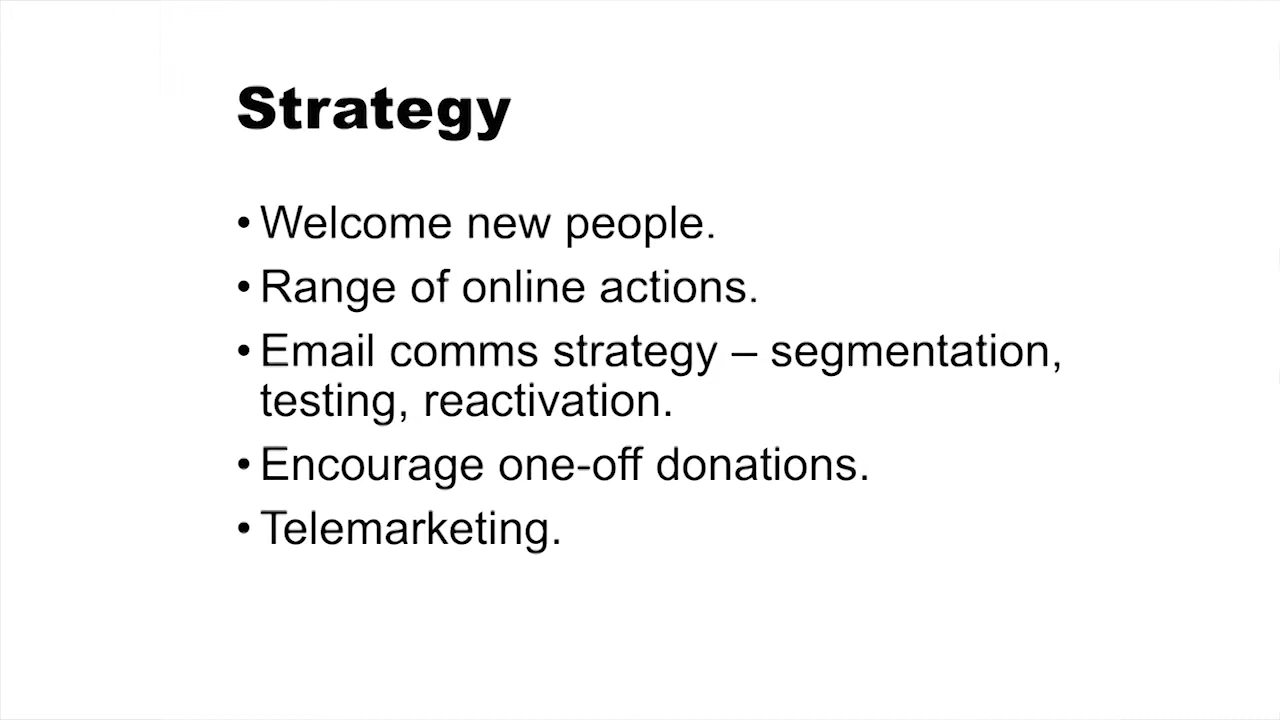 Strategy
• Welcome new people.
• Range of online actions.
• Email comms strategy – segmentation,
testing, reactivation.
• Encourage one-off donations.
• Telemarketing.